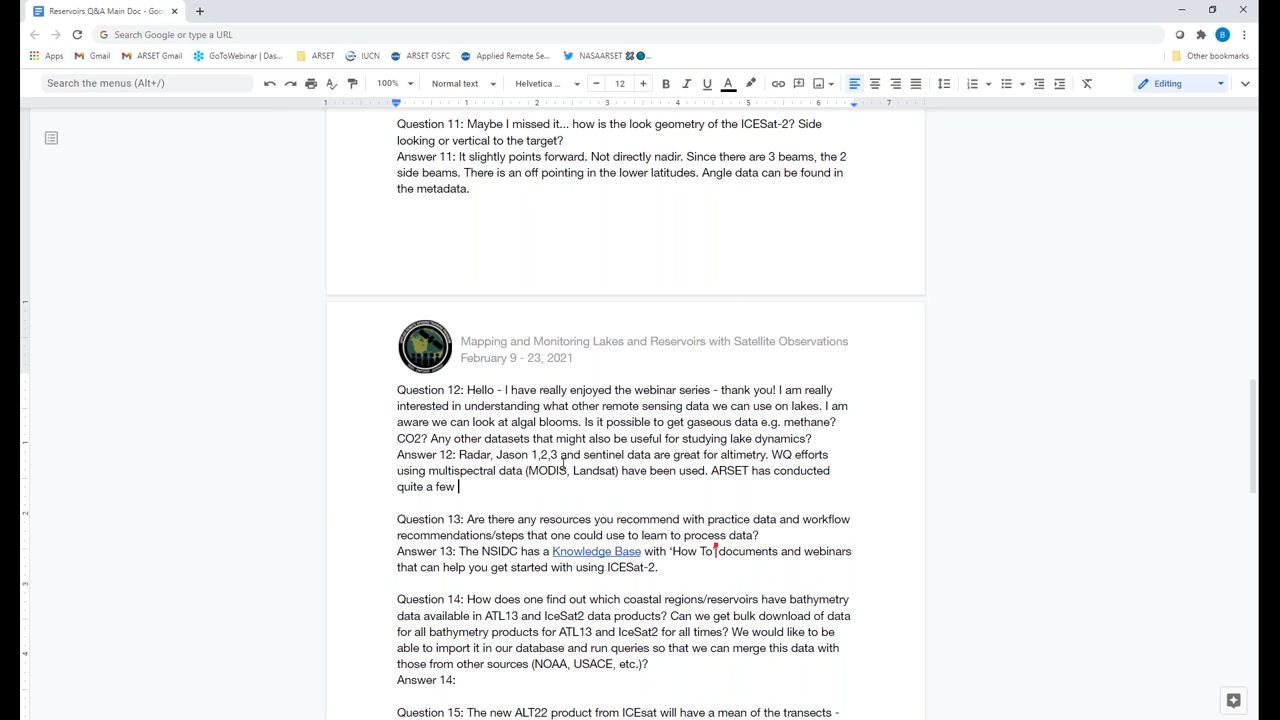 Reservoirs Q&A Main Doc - Goo
Search Google or type a URL
Apps
Gmail
ARSET Gmail
GoToWebinar | Das...
ARSET
IUCN
ARSET GSFC
Applied Remote Se...
NASAARSET
Other bookmarks
Search the menus (Alt+/)
100%
Normal text
Helvetica ...
12
Editing
1 1 2 3 4 5 6 7
Question 11: Maybe I missed it... how is the look geometry of the ICESat-2? Side
looking or vertical to the target?
Answer 11: It slightly points forward. Not directly nadir. Since there are 3 beams, the 2
side beams. There is an off pointing in the lower latitudes. Angle data can be found in
the metadata.
Mapping and Monitoring Lakes and Reservoirs with Satellite Observations
February 9 - 23, 2021
Question 12: Hello - I have really enjoyed the webinar series - thank you! I am really
interested in understanding what other remote sensing data we can use on lakes. I am
aware we can look at algal blooms. Is it possible to get gaseous data e.g. methane?
CO2? Any other datasets that might also be useful for studying lake dynamics?
Answer 12: Radar, Jason 1,2,3 and sentinel data are great for altimetry. WQ efforts
using multispectral data (MODIS, Landsat) have been used. ARSET has conducted
quite a few
Question 13: Are there any resources you recommend with practice data and workflow
recommendations/steps that one could use to learn to process data?
Answer 13: The NSIDC has a Knowledge Base with ‘How To’ documents and webinars
that can help you get started with using ICESat-2.
Question 14: How does one find out which coastal regions/reservoirs have bathymetry
data available in ATL13 and IceSat2 data products? Can we get bulk download of data
for all bathymetry products for ATL13 and IceSat2 for all times? We would like to be
able to import it in our database and run queries so that we can merge this data with
those from other sources (NOAA, USACE, etc.)?
Answer 14:
Question 15: The new ALT22 product from ICEsat will have a mean of the transects -